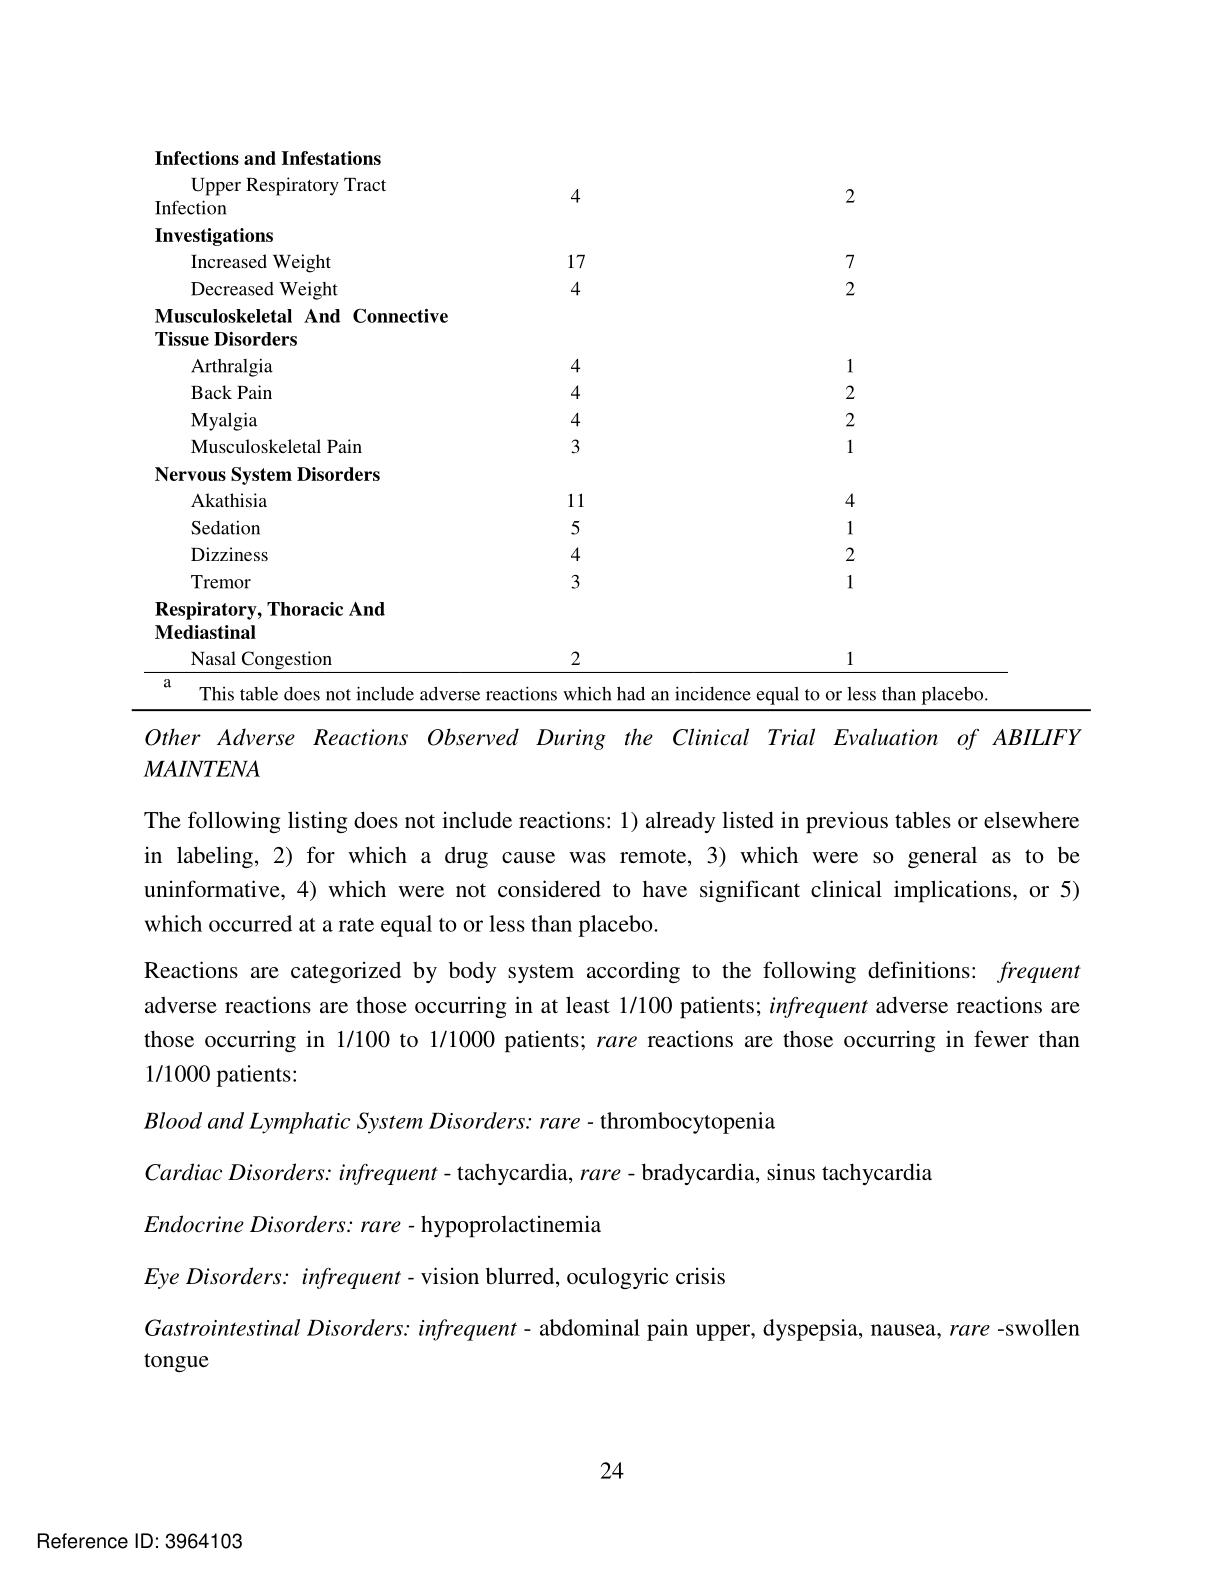 Infections and Infestations
Upper Respiratory Tract
Infection 4 2
Investigations
Increased Weight 17 7
Decreased Weight 4 2
Musculoskeletal And Connective
Tissue Disorders
Arthralgia 4 1
Back Pain 4 2
Myalgia 4 2
Musculoskeletal Pain 3 1
Nervous System Disorders
Akathisia 11 4
Sedation 5 1
Dizziness 4 2
Tremor 3 1
Respiratory, Thoracic And
Mediastinal
Nasal Congestion 2 1
a This table does not include adverse reactions which had an incidence equal to or less than placebo.
Other Adverse Reactions Observed During the Clinical Trial Evaluation of ABILIFY
MAINTENA
The following listing does not include reactions: 1) already listed in previous tables or elsewhere
in labeling, 2) for which a drug cause was remote, 3) which were so general as to be
uninformative, 4) which were not considered to have significant clinical implications, or 5)
which occurred at a rate equal to or less than placebo.
Reactions are categorized by body system according to the following definitions: frequent
adverse reactions are those occurring in at least 1/100 patients; infrequent adverse reactions are
those occurring in 1/100 to 1/1000 patients; rare reactions are those occurring in fewer than
1/1000 patients:
Blood and Lymphatic System Disorders: rare - thrombocytopenia
Cardiac Disorders: infrequent - tachycardia, rare - bradycardia, sinus tachycardia
Endocrine Disorders: rare - hypoprolactinemia
Eye Disorders: infrequent - vision blurred, oculogyric crisis
Gastrointestinal Disorders: infrequent - abdominal pain upper, dyspepsia, nausea, rare -swollen
tongue
24
Reference ID: 3964103